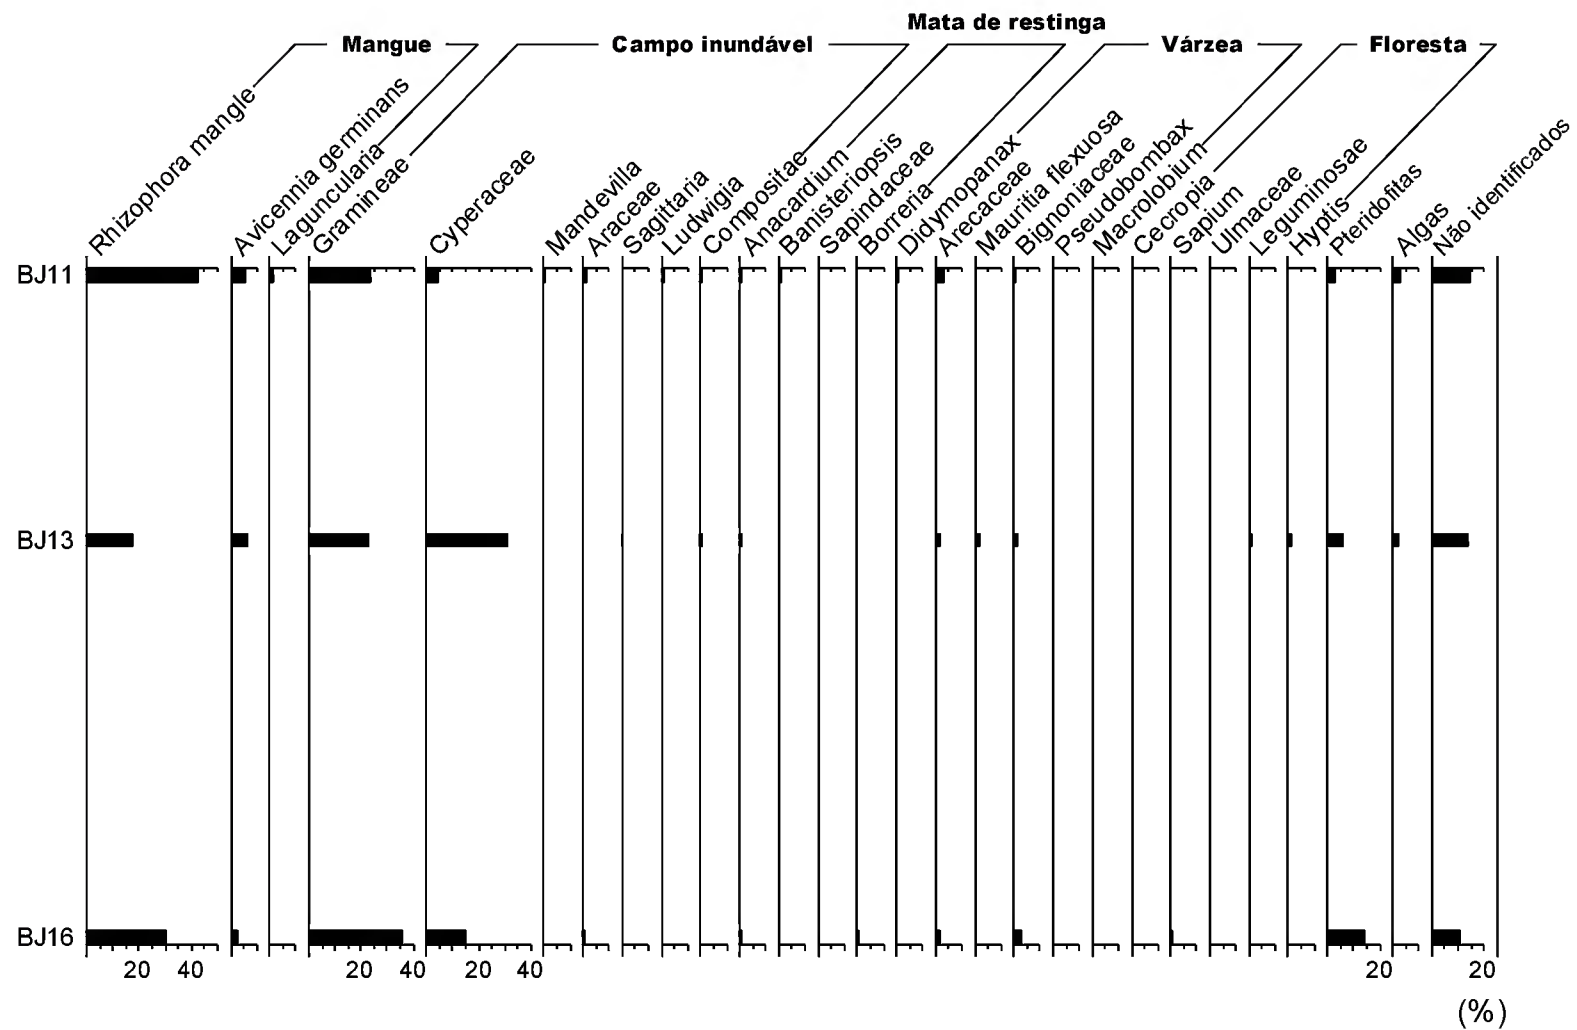 Mata de restinga
Mangue
Campo inundável
Várzea
Floresta
Rhizophora mangle
Avicennia germinans
Laguncularia
Gramineae
Cyperaceae
Mandevilla
Araceae
Sagittaria
Ludwigia
Compositae
Anacardium
Banisteriopsis
Sapindaceae
Borreria
Didymopanax
Arecaceae
Mauritia flexuosa
Bignoniaceae
Pseudobombax
Macrolobium
Cecropia
Sapium
Ulmaceae
Leguminosae
Hyptis
Pteridofitas
Algas
Não identificados
BJ11
BJ13
BJ16
20 40 20 40 20 40 20 20
(%)